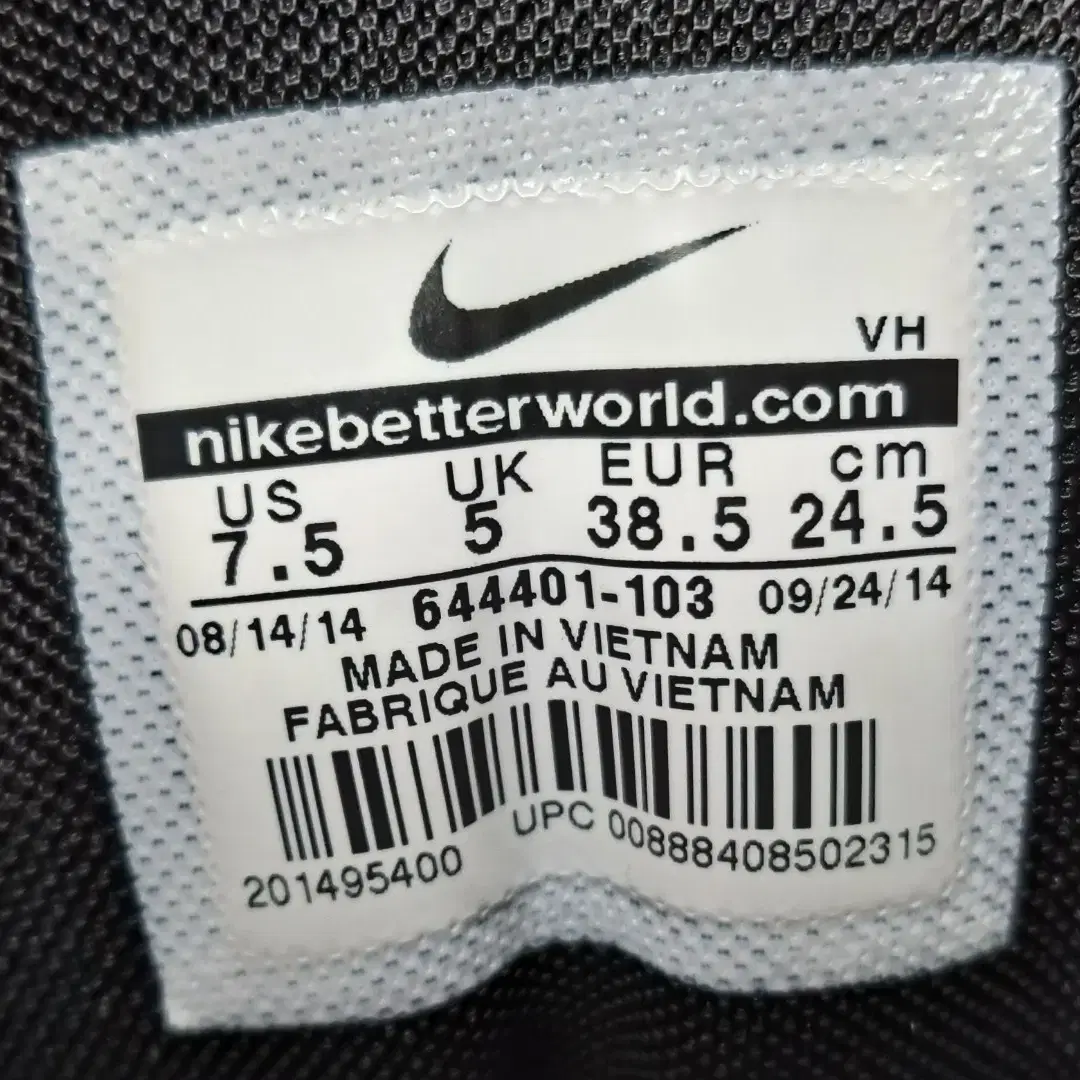 VH
nikebetterworld.com
US UK EUR cm
7.5 5 38.5 24.5
08/14/14 644401-103 09/24/14
MADE IN VIETNAM
FABRIQUE AU VIETNAM
201495400 UPC 00888408502315